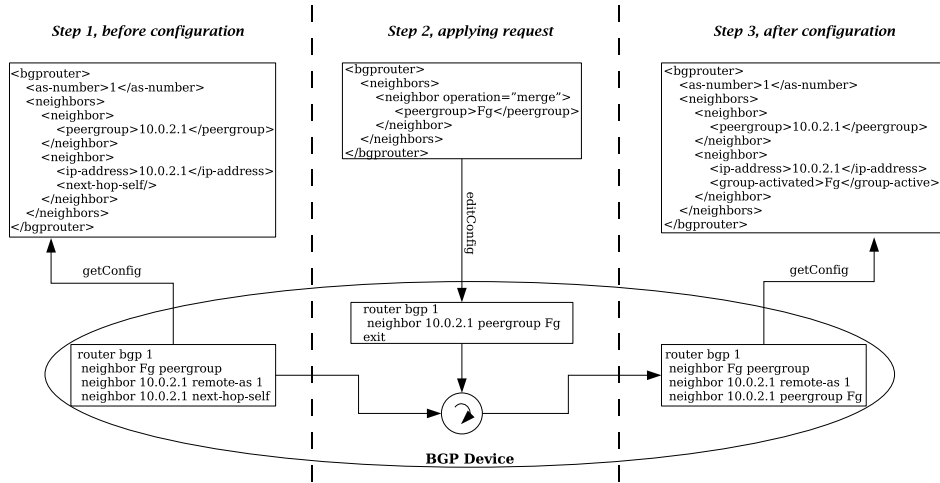 Step 1, before configuration
<bgprouter>
<as-number>1</as-number>
<neighbors>
<neighbor>
<peergroup>10.0.2.1</peergroup>
</neighbor>
<neighbor>
<ip-address>10.0.2.1</ip-address>
<next-hop-self/>
</neighbor>
</neighbors>
</bgprouter>
getConfig
router bgp 1
neighbor Fg peergroup
neighbor 10.0.2.1 remote-as 1
neighbor 10.0.2.1 next-hop-self
Step 2, applying request
<bgprouter>
<neighbors>
<neighbor operation=”merge”>
<peergroup>Fg</peergroup>
</neighbor>
</neighbors>
</bgprouter>
editConfig
router bgp 1
neighbor 10.0.2.1 peergroup Fg
exit
BGP Device
Step 3, after configuration
<bgprouter>
<as-number>1</as-number>
<neighbors>
<neighbor>
<peergroup>10.0.2.1</peergroup>
</neighbor>
<neighbor>
<ip-address>10.0.2.1</ip-address>
<group-activated>Fg</group-active>
</neighbor>
</neighbors>
</bgprouter>
getConfig
router bgp 1
neighbor Fg peergroup
neighbor 10.0.2.1 remote-as 1
neighbor 10.0.2.1 peergroup Fg